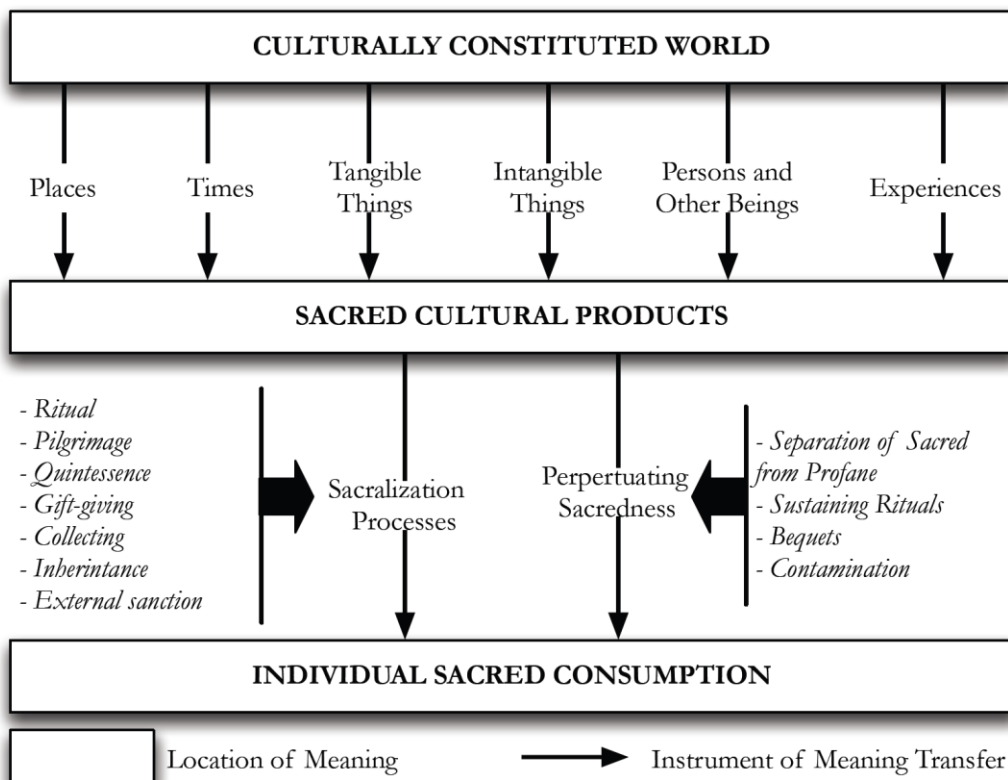 CULTURALLY CONSTITUTED WORLD
Places
Times
Tangible
Things
Intangible
Things
Persons and
Other Beings
Experiences
SACRED CULTURAL PRODUCTS
- Ritual
- Pilgrimage
- Quintessence
- Gift-giving
- Collecting
- Inherintance
- External sanction
Sacralization
Processes
Perpertuating
Sacredness
- Separation of Sacred
from Profane
- Sustaining Rituals
- Bequets
- Contamination
INDIVIDUAL SACRED CONSUMPTION
Location of Meaning
Instrument of Meaning Transfer